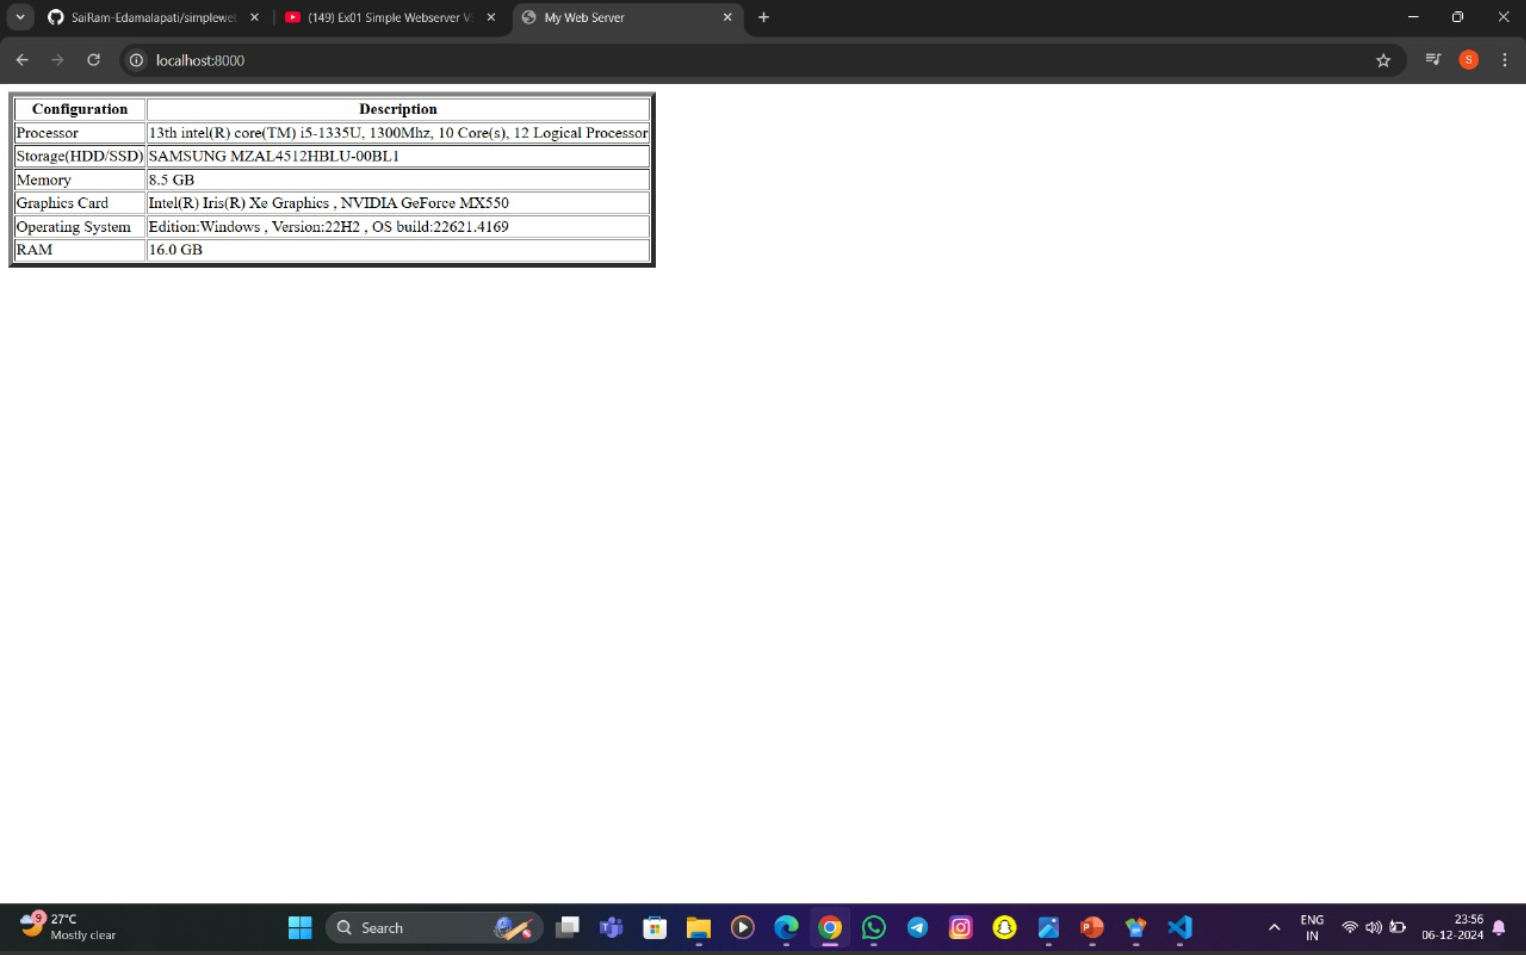 SaiRam-Edamalapati/simplewe
(149) Ex01 Simple Webserver V
My Web Server
localhost:8000
S
Configuration Description
Processor 13th intel(R) core(TM) i5-1335U, 1300Mhz, 10 Core(s), 12 Logical Processor
Storage(HDD/SSD) SAMSUNG MZAL4512HBLU-00BL1
Memory 8.5 GB
Graphics Card Intel(R) Iris(R) Xe Graphics , NVIDIA GeForce MX550
Operating System Edition:Windows , Version:22H2 , OS build:22621.4169
RAM 16.0 GB
9
27°C
Mostly clear
Search
P
ENG
IN
23:56
06-12-2024